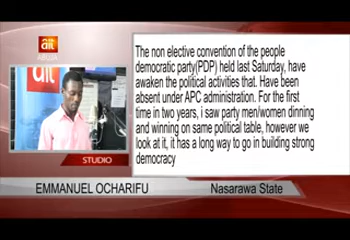 ait
ABUJA
ait
STUDIO
The non elective convention of the people
democratic party(PDP) held last Saturday, have
awaken the political activities that. Have been
absent under APC administration. For the first
time in two years, i saw party men/women dinning
and winning on same political table, however we
look at it, it has a long way to go in building strong
democracy
EMMANUEL OCHARIFU
Nasarawa State